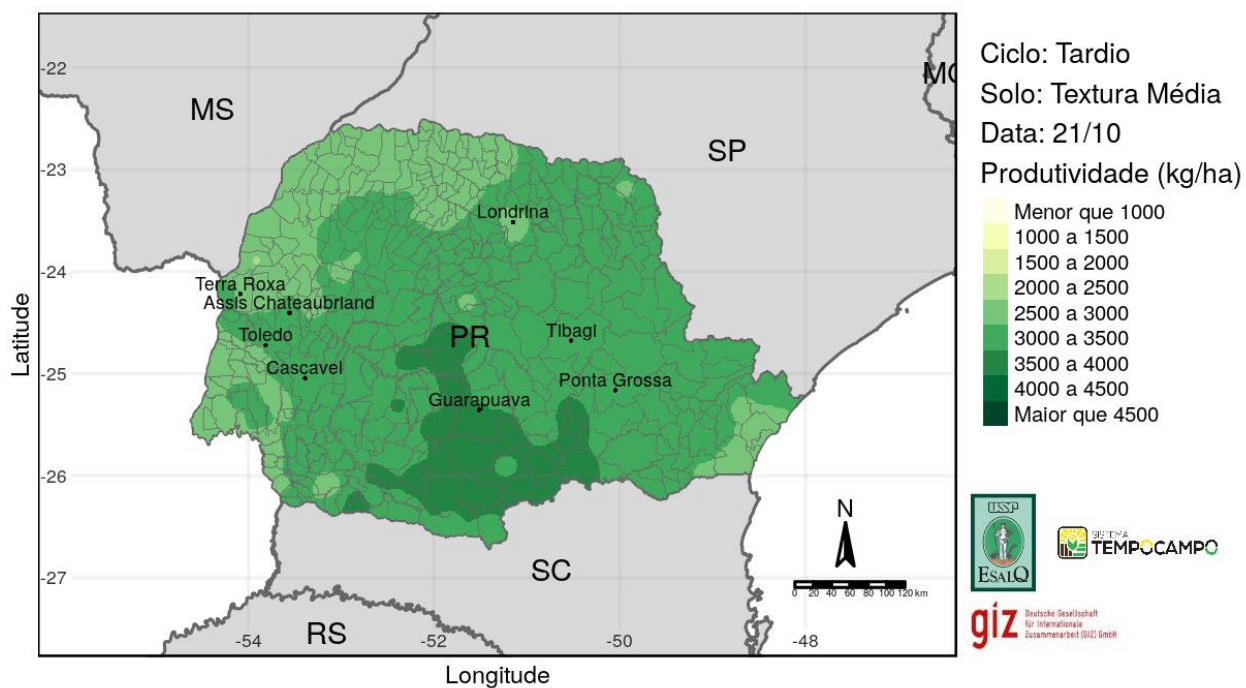 Latitude
-22
-23
-24
-25
-26
-27
MS
SP
MG
Londrina
Terra Roxa
Assis Chateaubriand
Toledo
Cascavel
PR
Tibagi
Ponta Grossa
Guarapuava
N
0 20 40 60 80 100 120 km
SC
RS
-54
-52
-50
-48
Longitude
Ciclo: Tardio
Solo: Textura Média
Data: 21/10
Produtividade (kg/ha)
Menor que 1000
1000 a 1500
1500 a 2000
2000 a 2500
2500 a 3000
3000 a 3500
3500 a 4000
4000 a 4500
Maior que 4500
USP
ESALQ
SISTEMA
TEMPOCAMPO
giz
Deutsche Gesellschaft
für Internationale
Zusammenarbeit (GIZ) GmbH